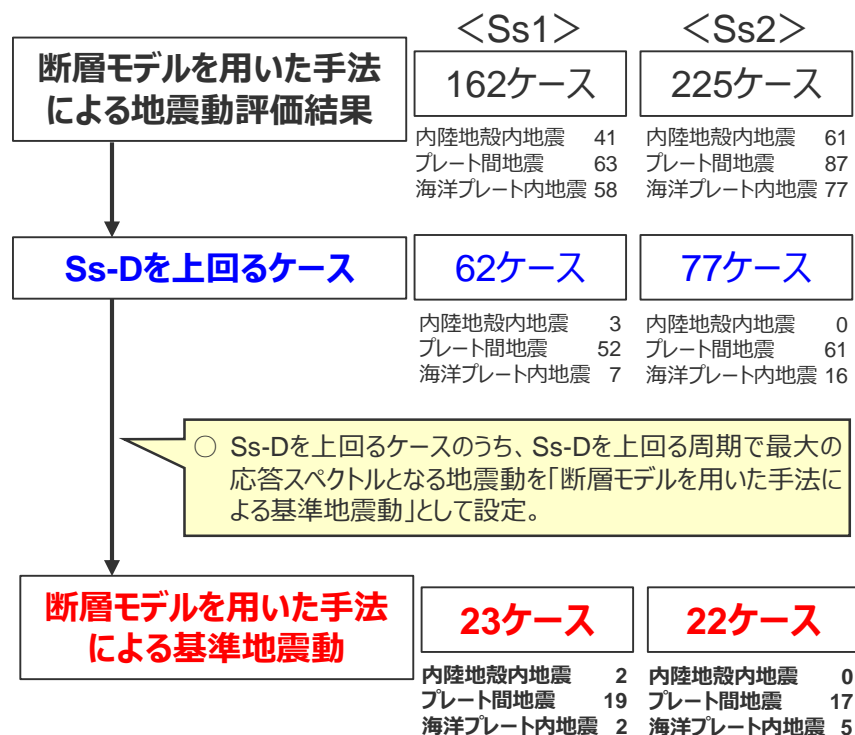 <Ss1>
<Ss2>
断層モデルを用いた手法
による地震動評価結果
162ケース
225ケース
内陸地殻内地震 41
プレート間地震 63
海洋プレート内地震 58
内陸地殻内地震 61
プレート間地震 87
海洋プレート内地震 77
Ss-Dを上回るケース
62ケース
77ケース
内陸地殻内地震 3
プレート間地震 52
海洋プレート内地震 7
内陸地殻内地震 0
プレート間地震 61
海洋プレート内地震 16
○ Ss-Dを上回るケースのうち、Ss-Dを上回る周期で最大の
応答スペクトルとなる地震動を「断層モデルを用いた手法に
よる基準地震動」として設定。
断層モデルを用いた手法
による基準地震動
23ケース
22ケース
内陸地殻内地震 2
プレート間地震 19
海洋プレート内地震 2
内陸地殻内地震 0
プレート間地震 17
海洋プレート内地震 5